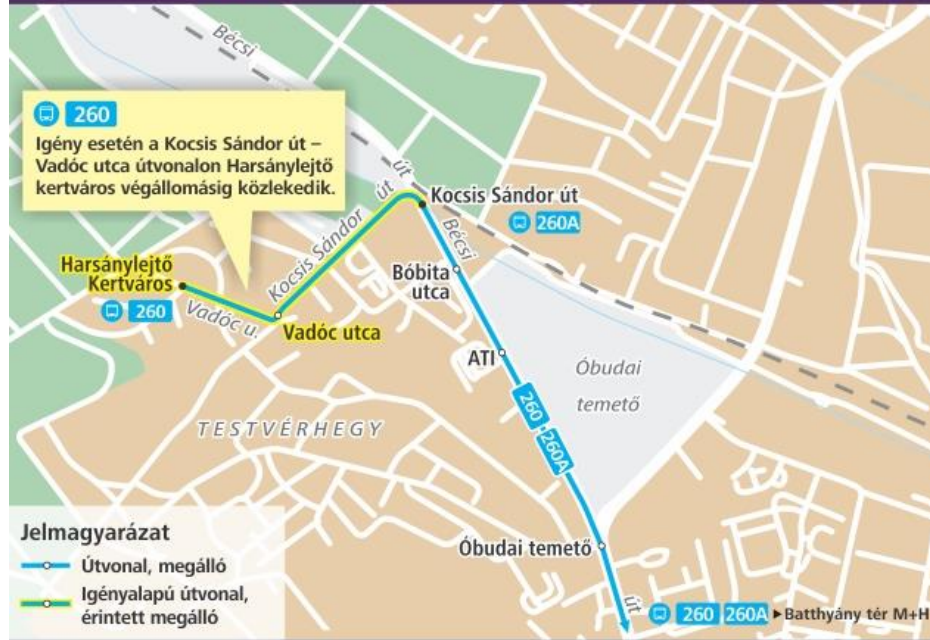 Bécsi
út
260
Igény esetén a Kocsis Sándor út –
Vadóc utca útvonalon Harsánylejtő
kertváros végállomásig közlekedik.
Kocsis Sándor út
260A
Kocsis Sándor út
Bécsi
Harsánylejtő
Kertváros
260
Vadóc u.
Vadóc utca
Bóbita
utca
ATI
Óbudai
temető
260
260A
TESTVÉRHEGY
Óbudai temető
út
260 260A ▸ Batthyány tér M+H
Jelmagyarázat
Útvonal, megálló
Igényalapú útvonal,
érintett megálló